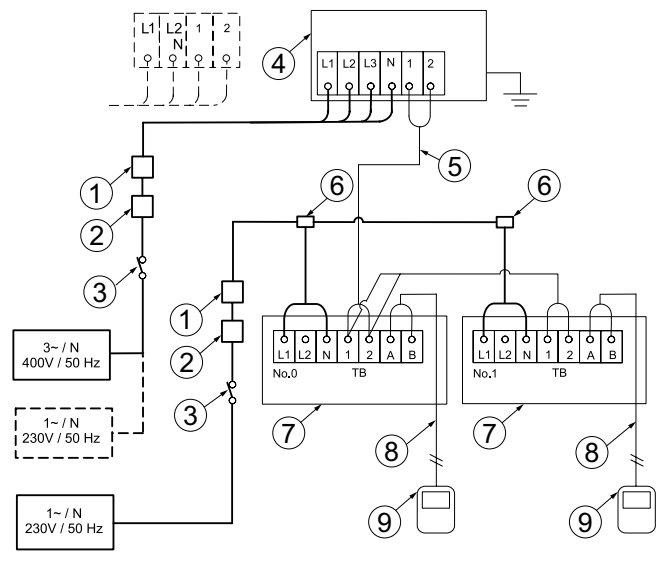 L1 L2 1 2
N
4
L1 L2 L3 N 1 2
1
5
2
6
6
3
1
3~ / N
400V / 50 Hz
2
L1 L2 N 1 2 A B
No.0 TB
L1 L2 N 1 2 A B
No.1 TB
1~ / N
230V / 50 Hz
3
7
8
7
8
1~ / N
230V / 50 Hz
9
9